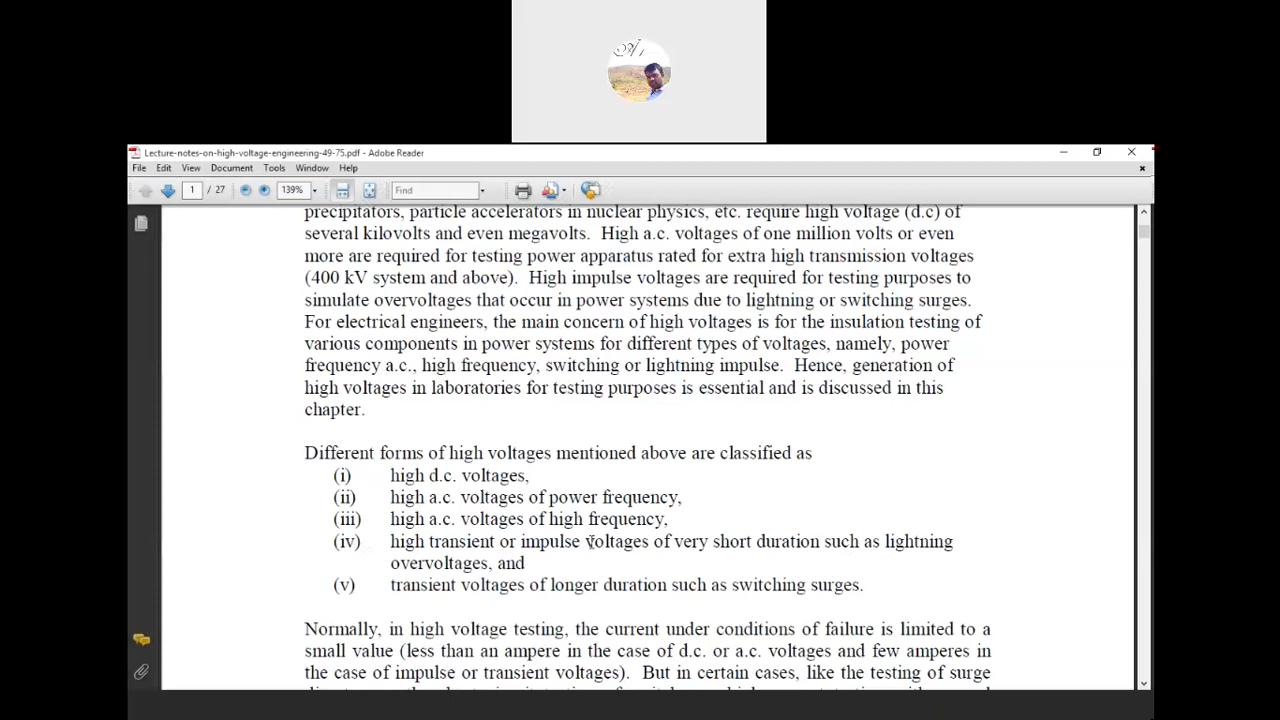 Lecture-notes-on-high-voltage-engineering-49-75.pdf - Adobe Reader
File Edit View Document Tools Window Help
1 / 27 139% Find
precipitators, particle accelerators in nuclear physics, etc. require high voltage (d.c) of
several kilovolts and even megavolts. High a.c. voltages of one million volts or even
more are required for testing power apparatus rated for extra high transmission voltages
(400 kV system and above). High impulse voltages are required for testing purposes to
simulate overvoltages that occur in power systems due to lightning or switching surges.
For electrical engineers, the main concern of high voltages is for the insulation testing of
various components in power systems for different types of voltages, namely, power
frequency a.c., high frequency, switching or lightning impulse. Hence, generation of
high voltages in laboratories for testing purposes is essential and is discussed in this
chapter.
Different forms of high voltages mentioned above are classified as
(i) high d.c. voltages,
(ii) high a.c. voltages of power frequency,
(iii) high a.c. voltages of high frequency,
(iv) high transient or impulse voltages of very short duration such as lightning
overvoltages, and
(v) transient voltages of longer duration such as switching surges.
Normally, in high voltage testing, the current under conditions of failure is limited to a
small value (less than an ampere in the case of d.c. or a.c. voltages and few amperes in
the case of impulse or transient voltages). But in certain cases, like the testing of surge